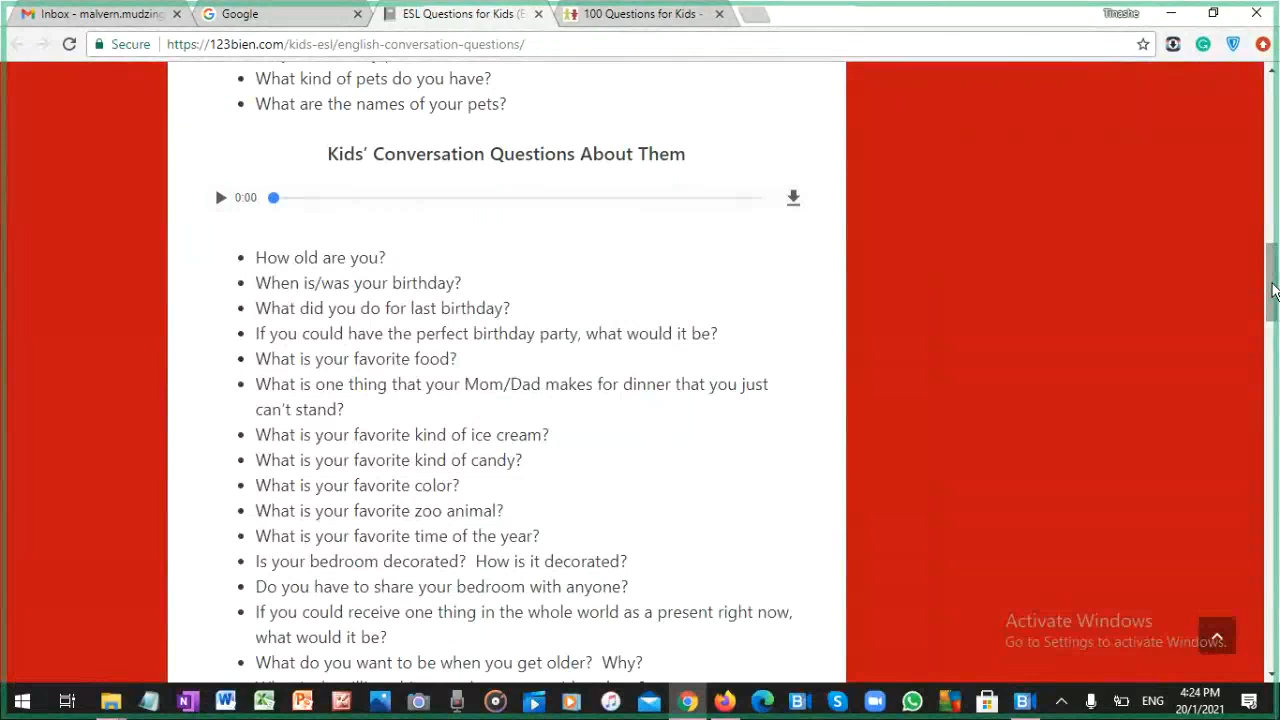 Inbox - malvern.mudzing
Google
ESL Questions for Kids (E
100 Questions for Kids -
Tinashe
Secure
https://123bien.com/kids-esl/english-conversation-questions/
What kind of pets do you have?
What are the names of your pets?
Kids’ Conversation Questions About Them
0:00
How old are you?
When is/was your birthday?
What did you do for last birthday?
If you could have the perfect birthday party, what would it be?
What is your favorite food?
What is one thing that your Mom/Dad makes for dinner that you just
can’t stand?
What is your favorite kind of ice cream?
What is your favorite kind of candy?
What is your favorite color?
What is your favorite zoo animal?
What is your favorite time of the year?
Is your bedroom decorated? How is it decorated?
Do you have to share your bedroom with anyone?
If you could receive one thing in the whole world as a present right now,
what would it be?
What do you want to be when you get older? Why?
Activate Windows
Go to Settings to activate Windows.
ENG
4:24 PM
20/1/2021